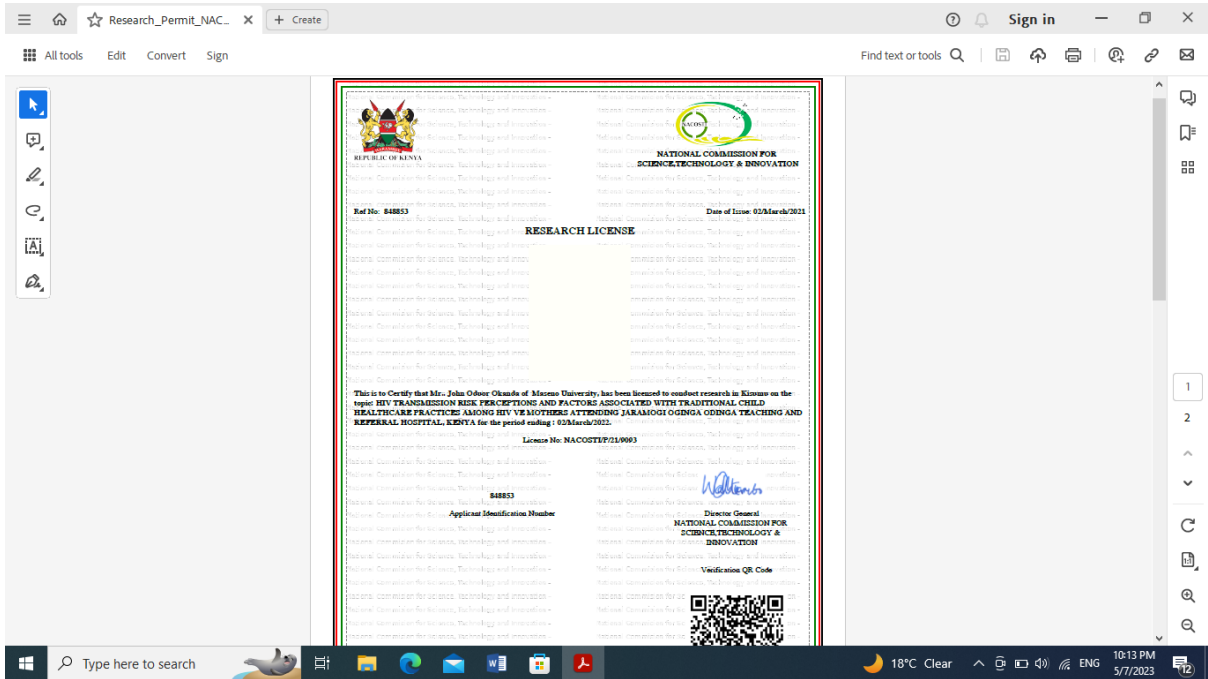 Research_Permit_NAC...
+ Create
Sign in
All tools Edit Convert Sign
Find text or tools
REPUBLIC OF KENYA
NACOSTI
NATIONAL COMMISSION FOR
SCIENCE,TECHNOLOGY & INNOVATION
Ref No: 848853
Date of Issue: 02/March/2021
RESEARCH LICENSE
This is to Certify that Mr.. John Odoor Okanda of Maseno University, has been licensed to conduct research in Kisumu on the
topic: HIV TRANSMISSION RISK PERCEPTIONS AND FACTORS ASSOCIATED WITH TRADITIONAL CHILD
HEALTHCARE PRACTICES AMONG HIV VE MOTHERS ATTENDING JARAMOGI OGINGA ODINGA TEACHING AND
REFERRAL HOSPITAL, KENYA for the period ending : 02/March/2022.
License No: NACOSTI/P/21/9093
848853
Applicant Identification Number
Director General
NATIONAL COMMISSION FOR
SCIENCE,TECHNOLOGY &
INNOVATION
Verification QR Code
1
2
Type here to search
18°C Clear
ENG
10:13 PM
5/7/2023
12